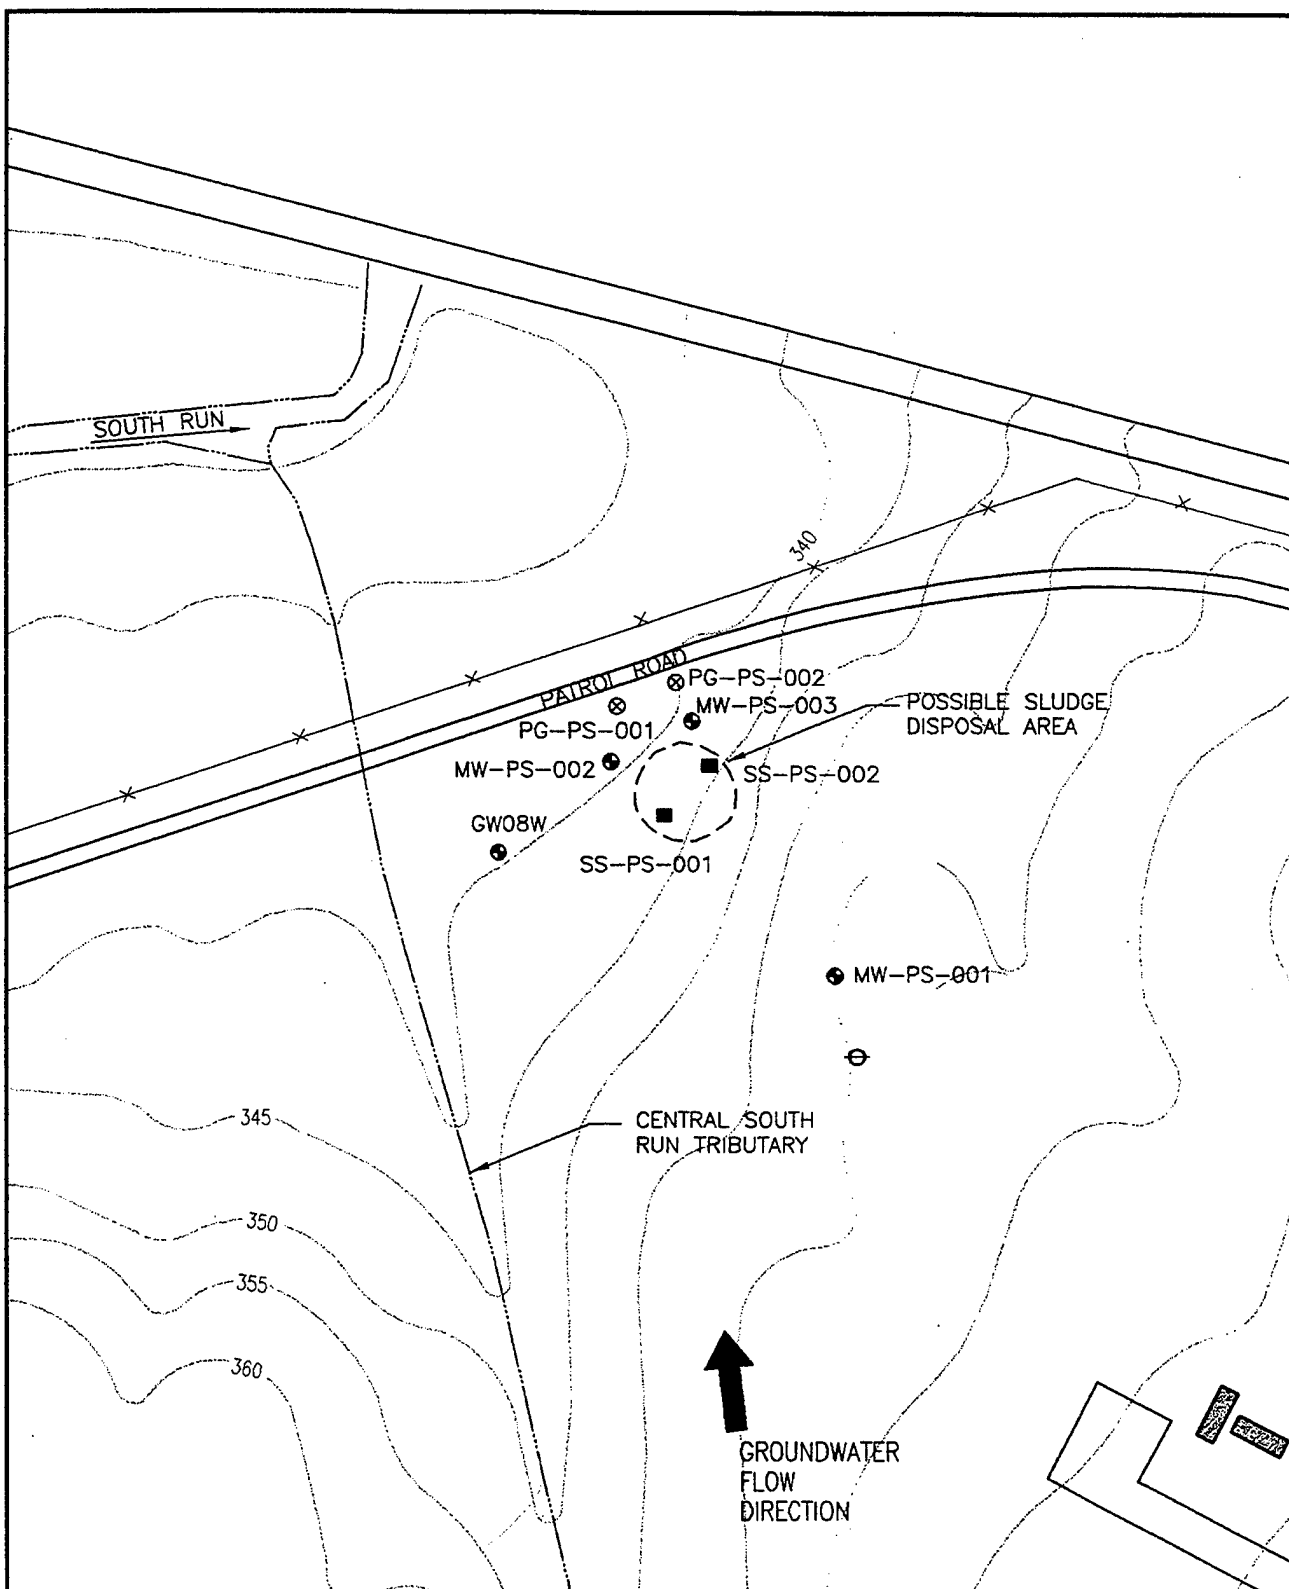 SOUTH RUN
340
PATROL ROAD
PG-PS-002
MW-PS-003
POSSIBLE SLUDGE
DISPOSAL AREA
PG-PS-001
MW-PS-002
SS-PS-002
GW08W
SS-PS-001
MW-PS-001
345
CENTRAL SOUTH
RUN TRIBUTARY
350
355
360
GROUNDWATER
FLOW
DIRECTION